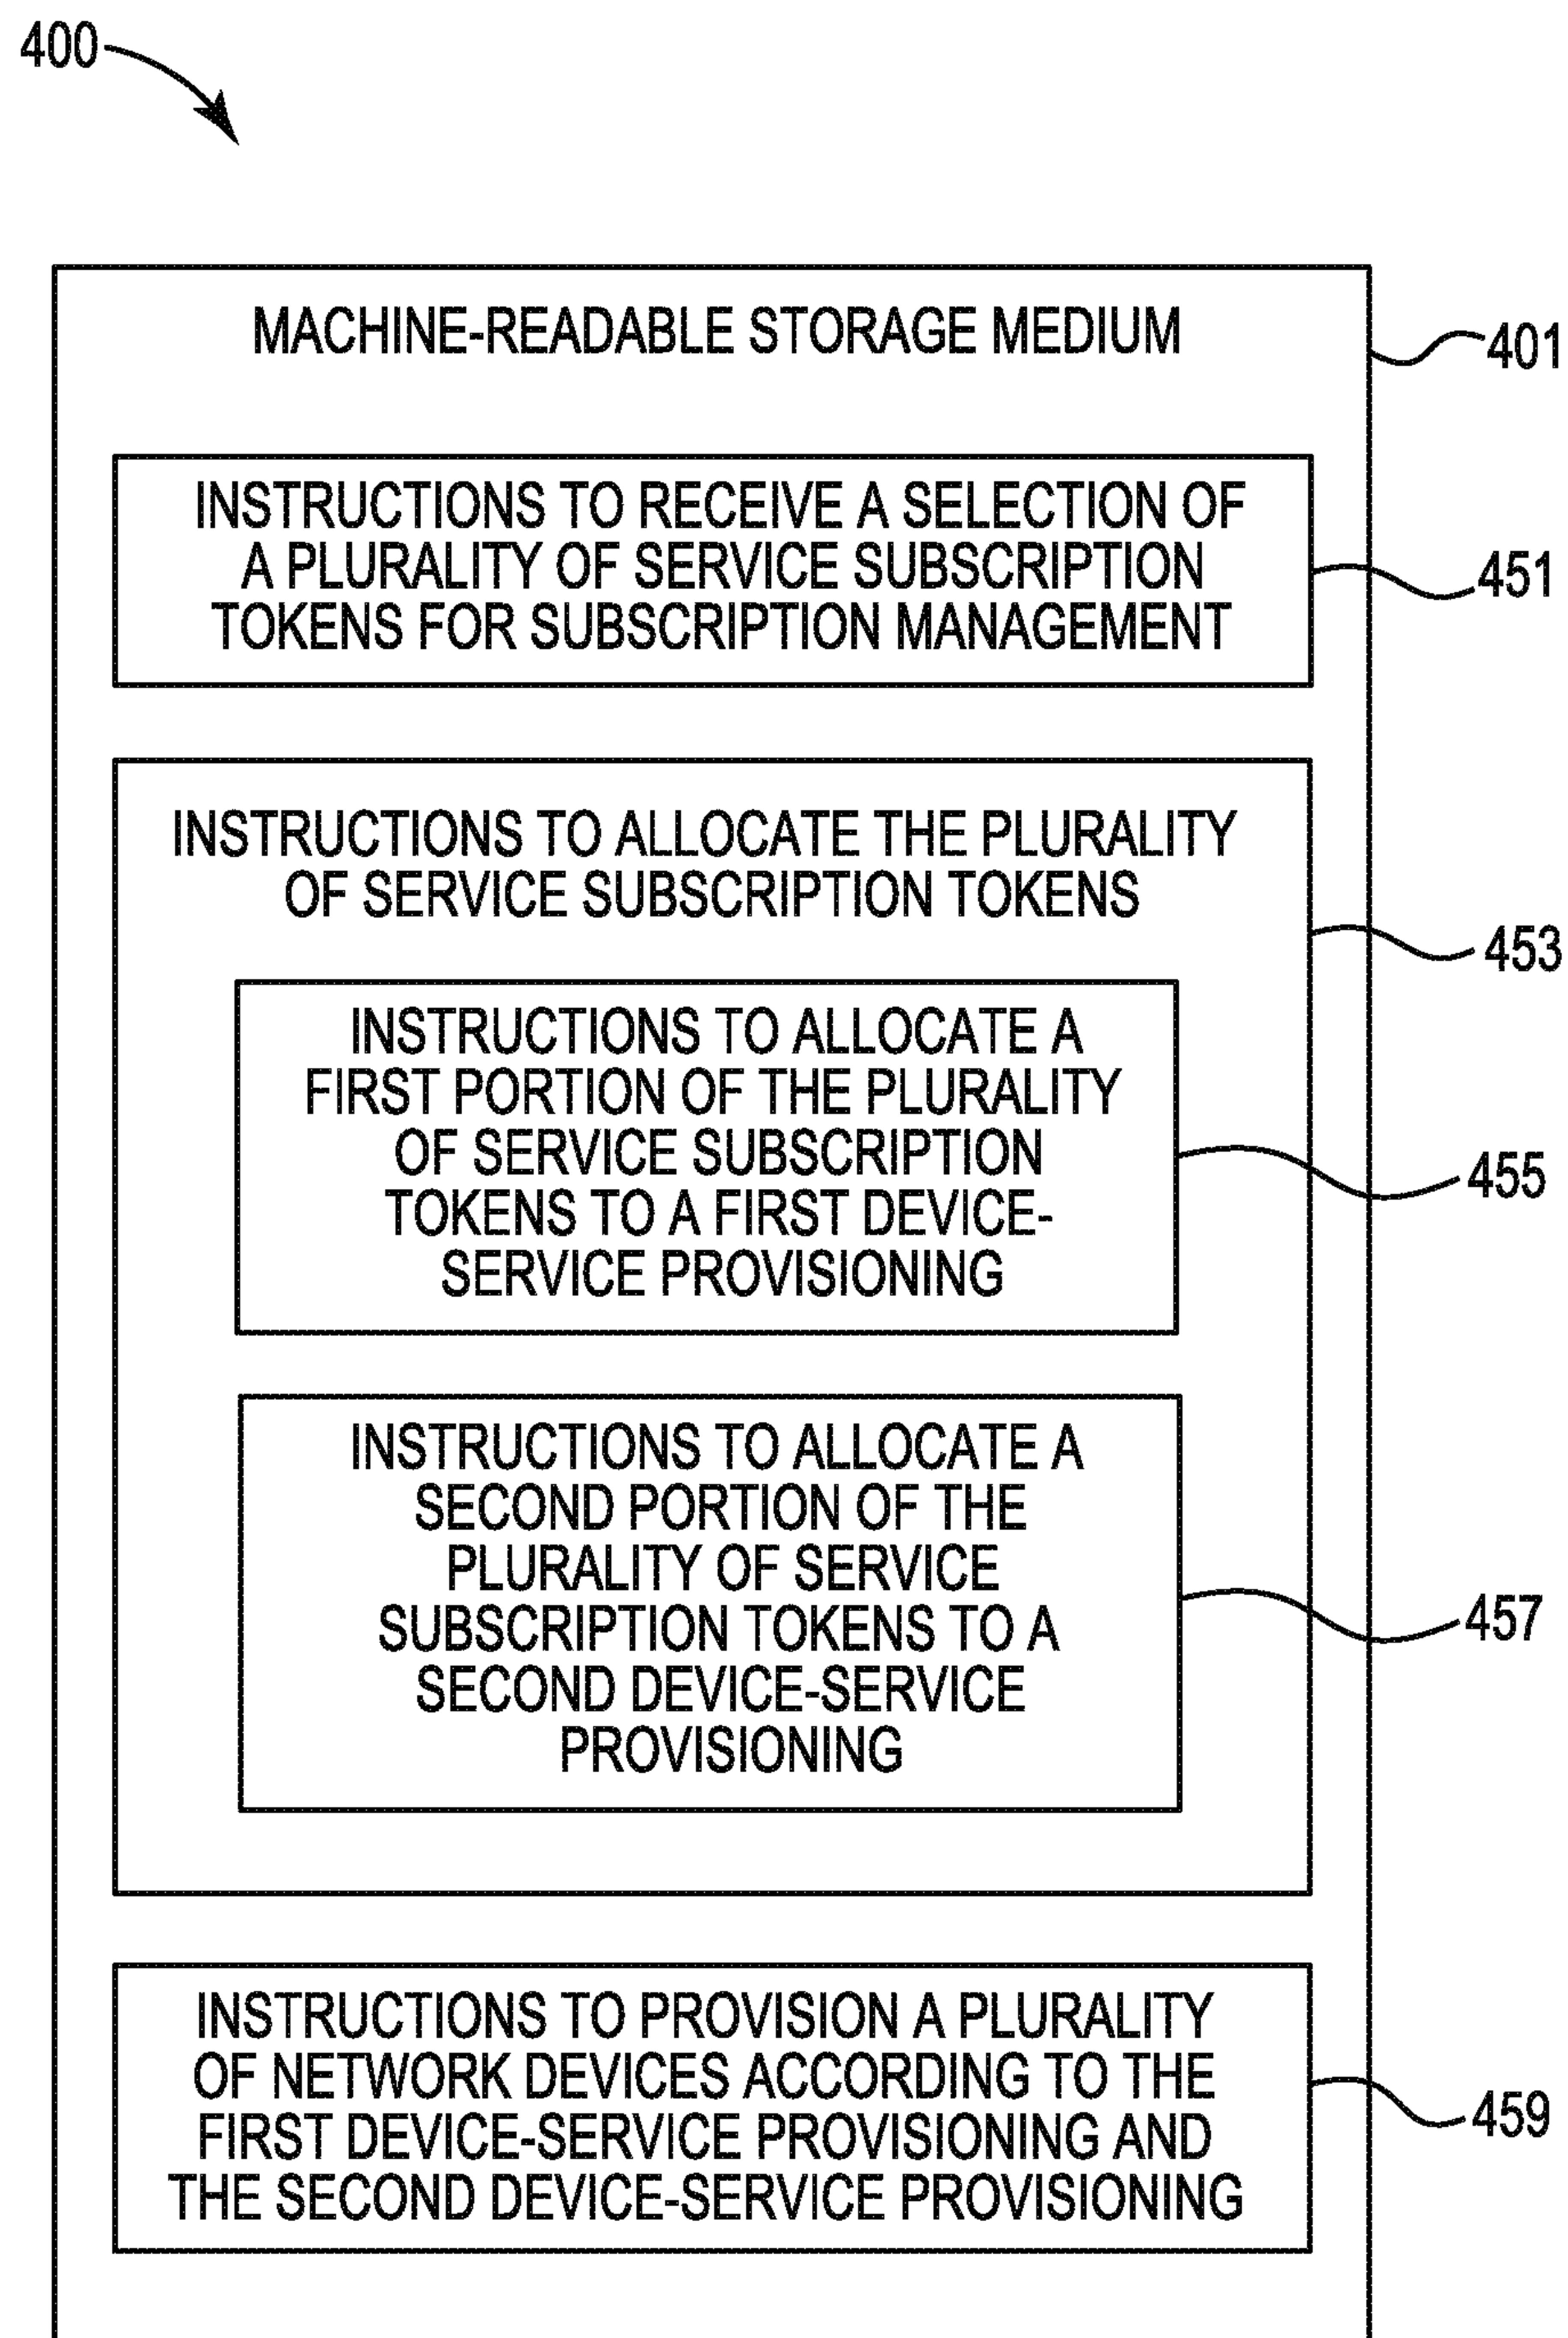 400
MACHINE-READABLE STORAGE MEDIUM
401
INSTRUCTIONS TO RECEIVE A SELECTION OF
A PLURALITY OF SERVICE SUBSCRIPTION
TOKENS FOR SUBSCRIPTION MANAGEMENT
451
INSTRUCTIONS TO ALLOCATE THE PLURALITY
OF SERVICE SUBSCRIPTION TOKENS
453
INSTRUCTIONS TO ALLOCATE A
FIRST PORTION OF THE PLURALITY
OF SERVICE SUBSCRIPTION
TOKENS TO A FIRST DEVICE-
SERVICE PROVISIONING
455
INSTRUCTIONS TO ALLOCATE A
SECOND PORTION OF THE
PLURALITY OF SERVICE
SUBSCRIPTION TOKENS TO A
SECOND DEVICE-SERVICE
PROVISIONING
457
INSTRUCTIONS TO PROVISION A PLURALITY
OF NETWORK DEVICES ACCORDING TO THE
FIRST DEVICE-SERVICE PROVISIONING AND
THE SECOND DEVICE-SERVICE PROVISIONING
459